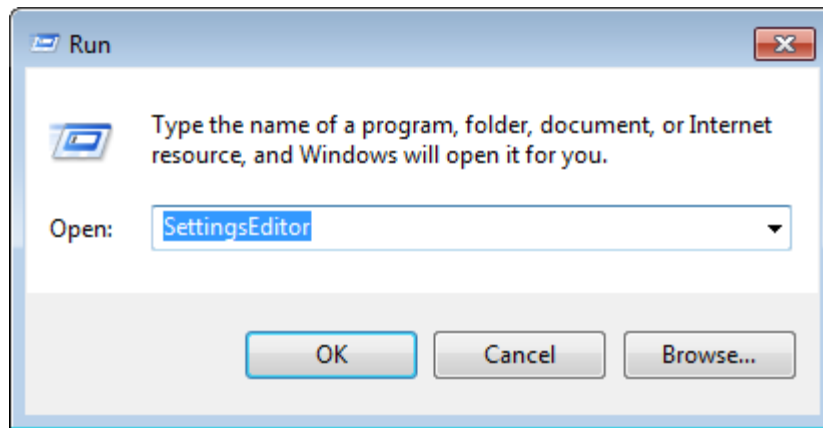 Run
Type the name of a program, folder, document, or Internet
resource, and Windows will open it for you.
Open: SettingsEditor
OK Cancel Browse...